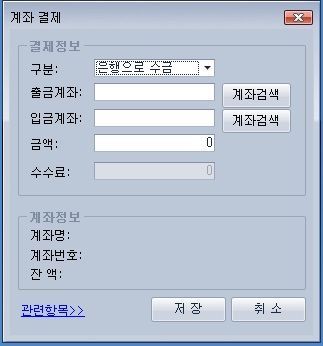 계좌 결제
결제정보
구분: 은행으로 수금
출금계좌: 계좌검색
입금계좌: 계좌검색
금액: 0
수수료: 0
계좌정보
계좌명:
계좌번호:
잔 액:
관련항목>> 저 장 취 소